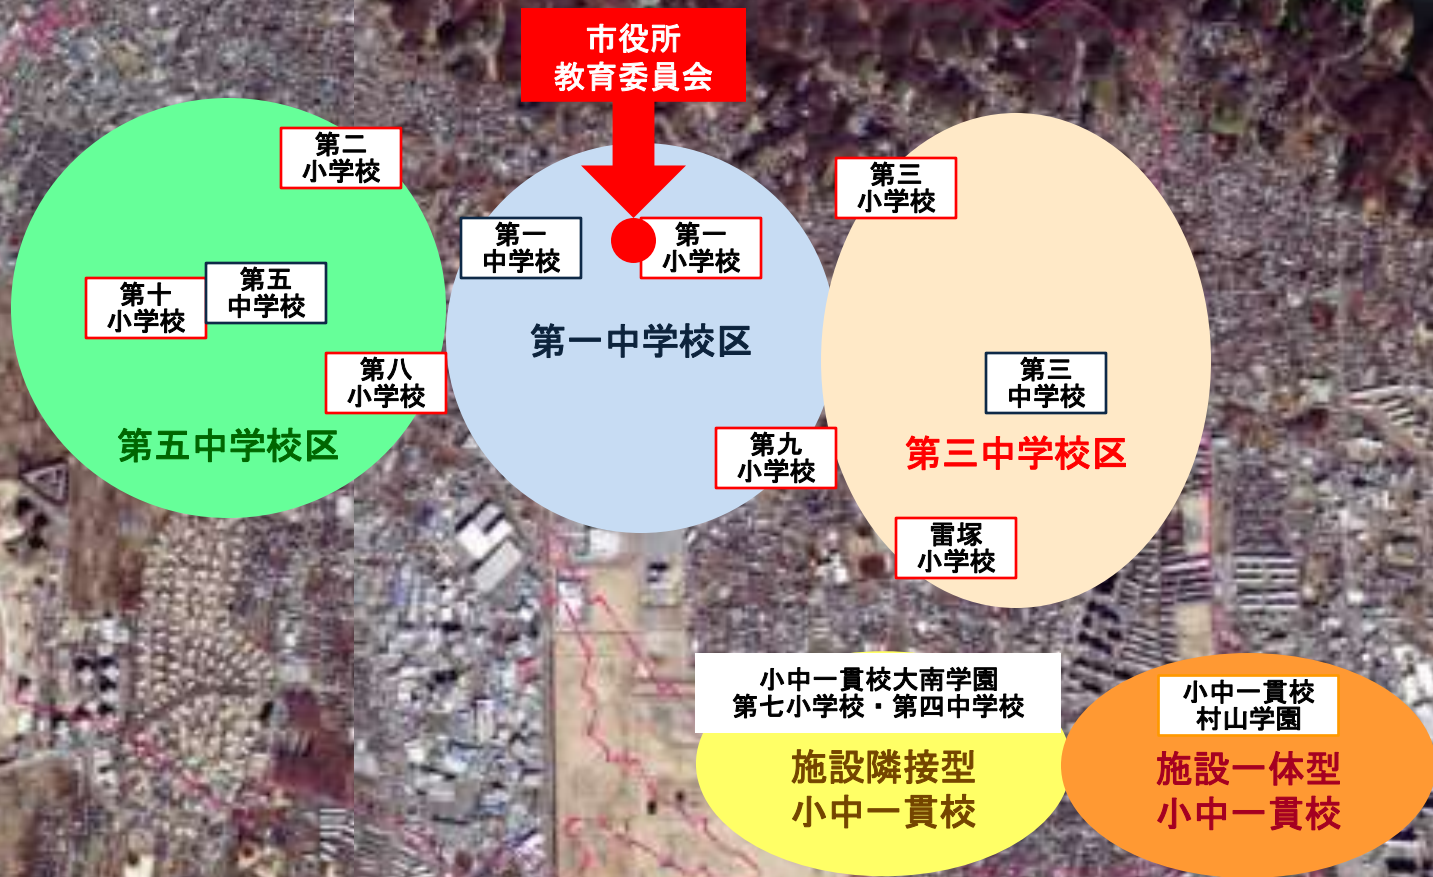 市役所
教育委員会
第二
小学校
第三
小学校
第一
中学校
第一
小学校
第五
中学校
第十
小学校
第一中学校区
第八
小学校
第三
中学校
第五中学校区
第九
小学校
第三中学校区
雷塚
小学校
小中一貫校大南学園
第七小学校・第四中学校
施設隣接型
小中一貫校
小中一貫校
村山学園
施設一体型
小中一貫校